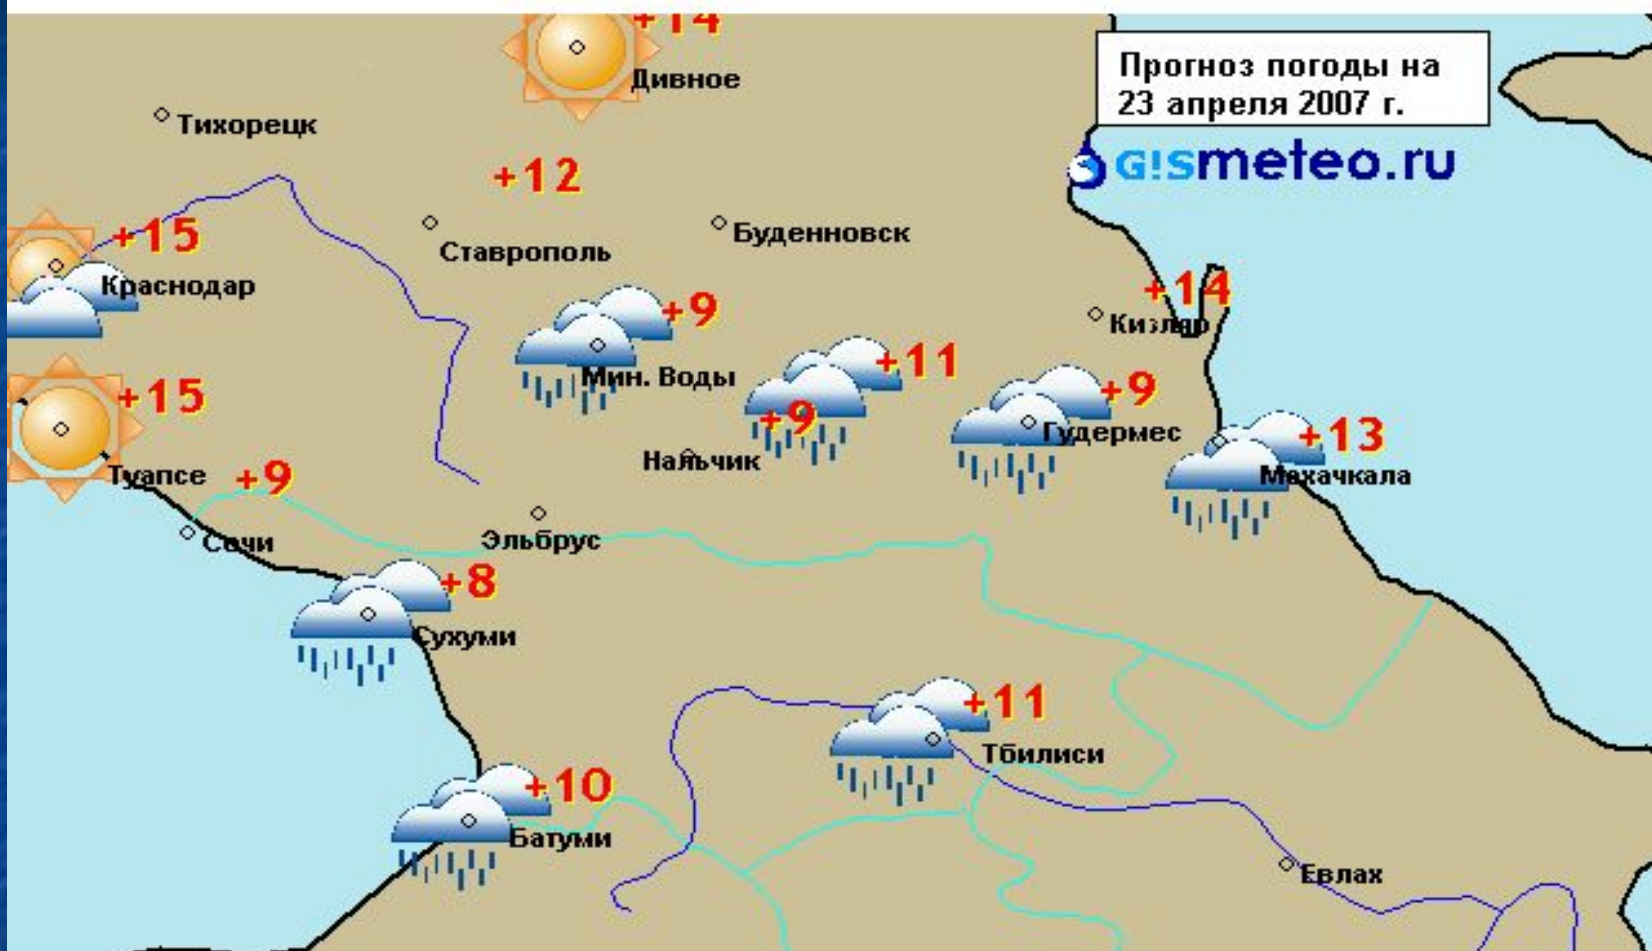 +14
Дивное
Прогноз погоды на
23 апреля 2007 г.
Тихорецк
G!Smeteo.ru
+12
+15
Ставрополь
Буденновск
Краснодар
+14
Кизляр
+9
Мин. Воды
+11
+9
+9
Гудермес
+15
+13
Нальчик
Туапсе
+9
Махачкала
Сочи
Эльбрус
+8
Сухуми
+11
Тбилиси
+10
Батуми
Евлах